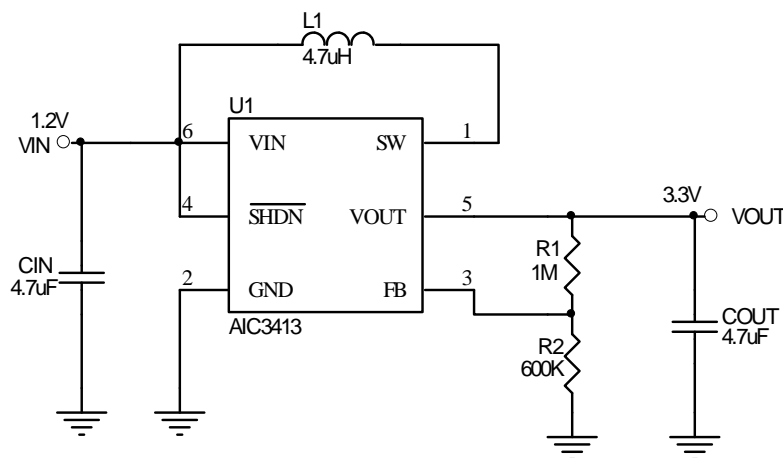 L1
4.7uH
U1
1.2V
VIN
6
VIN
SW
1
4
SHDN
VOUT
5
3.3V
VOUT
R1
1M
CIN
4.7uF
2
GND
FB
3
AIC3413
R2
600K
COUT
4.7uF